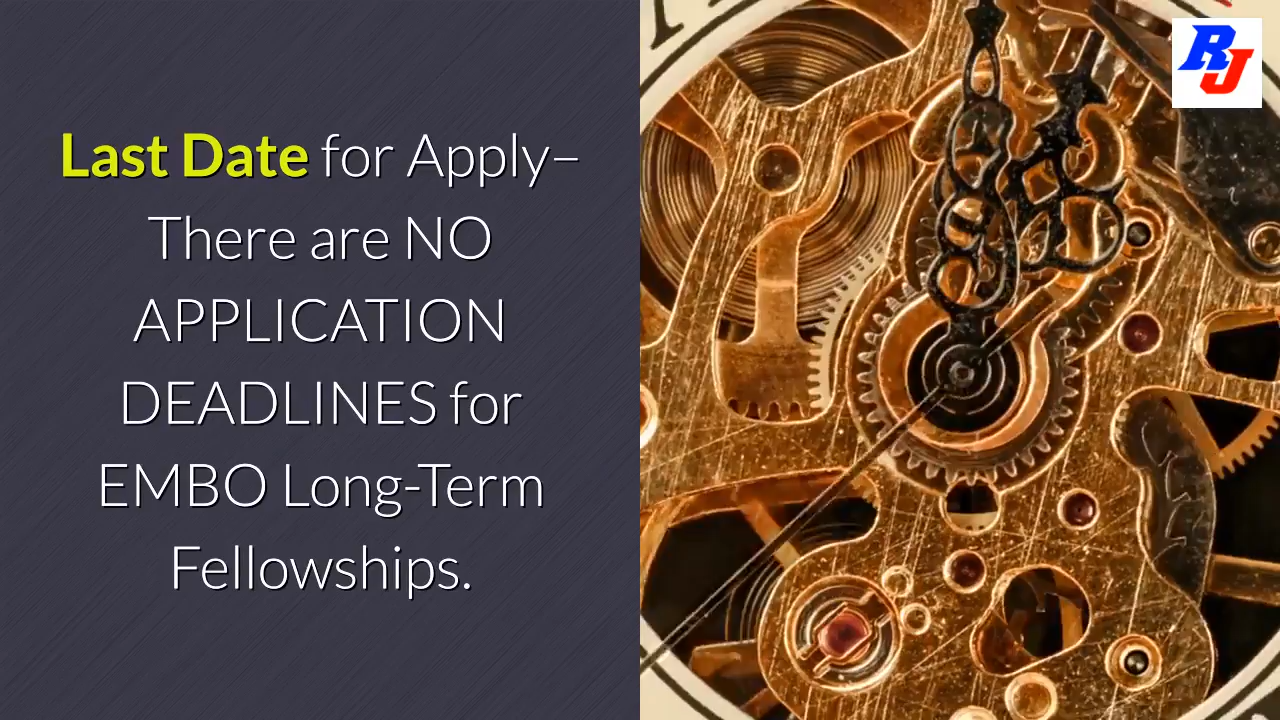 Last Date for Apply–
There are NO
APPLICATION
DEADLINES for
EMBO Long-Term
Fellowships.
RJ